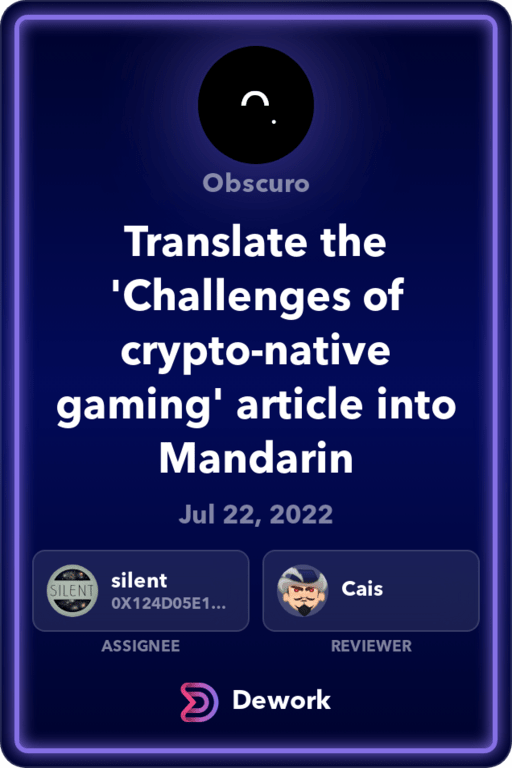 Obscuro
Translate the
'Challenges of
crypto-native
gaming' article into
Mandarin
Jul 22, 2022
SILENT
silent
0X124D05E1...
Cais
ASSIGNEE
REVIEWER
Dework